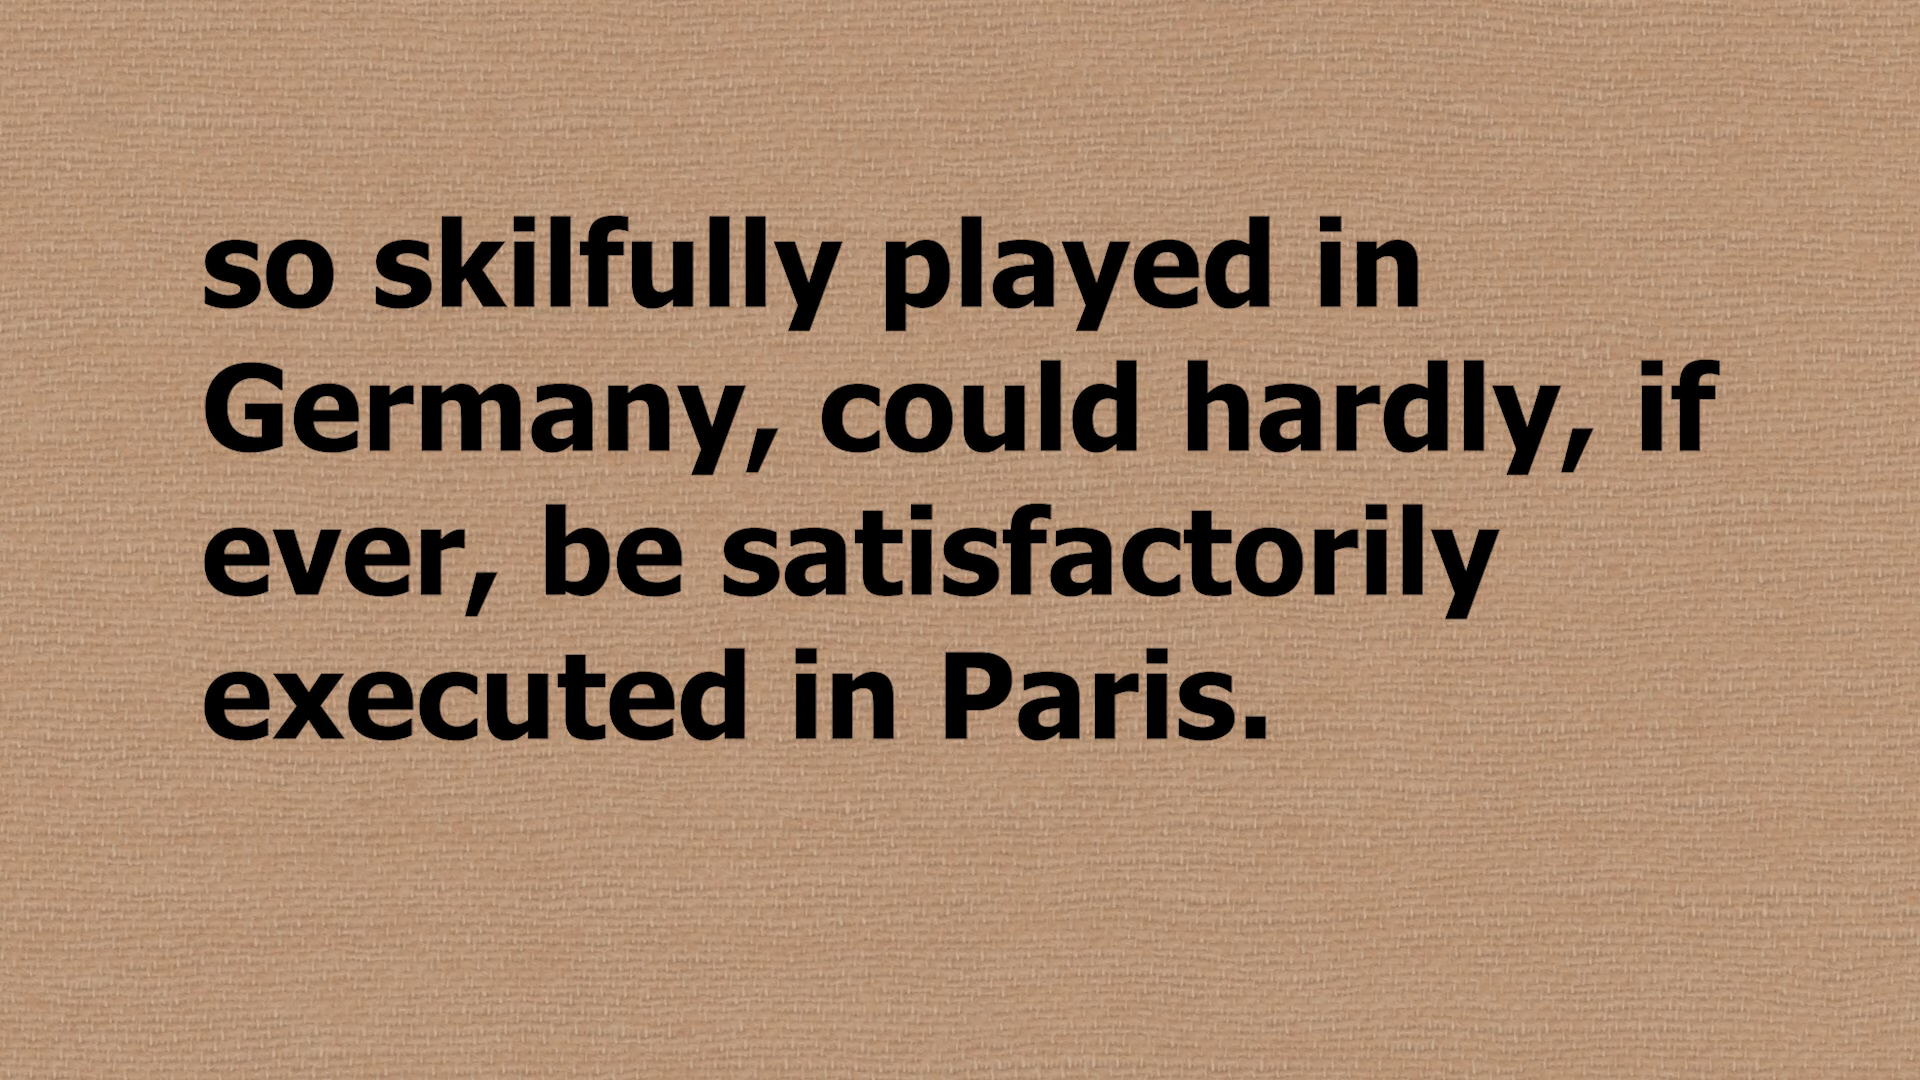 so skilfully played in
Germany, could hardly, if
ever, be satisfactorily
executed in Paris.